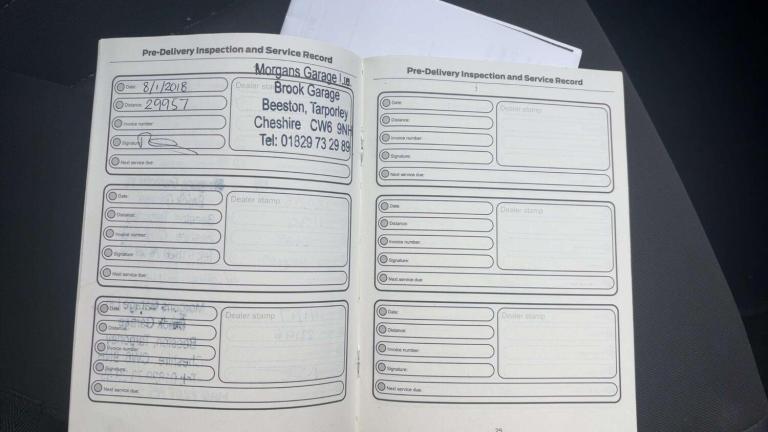 Pre-Delivery Inspection and Service Record
Date: 8/1/2018
Distance: 29957
Invoice number:
Signature:
Next service due:
Dealer
Morgans Garage
Brook Garage
Beeston, Tarporley
Cheshire CW6 9NH
Tel: 01829 73 29 89
Date:
Distance:
Invoice number:
Signature:
Next service due:
Dealer stamp
Date:
Distance:
Invoice number:
Signature:
Next service due:
Dealer stamp
Pre-Delivery Inspection and Service Record
Date:
Distance:
Invoice number:
Signature:
Next service due:
Dealer stamp
Date:
Distance:
Invoice number:
Signature:
Next service due:
Dealer stamp
Date:
Distance:
Invoice number:
Signature:
Next service due:
Dealer stamp